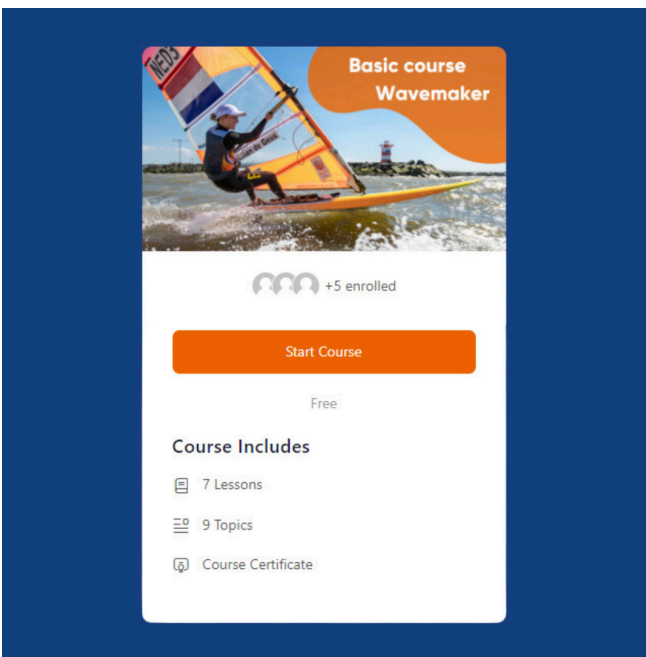 NED3
Basic course
Wavemaker
+5 enrolled
Start Course
Free
Course Includes
7 Lessons
9 Topics
Course Certificate